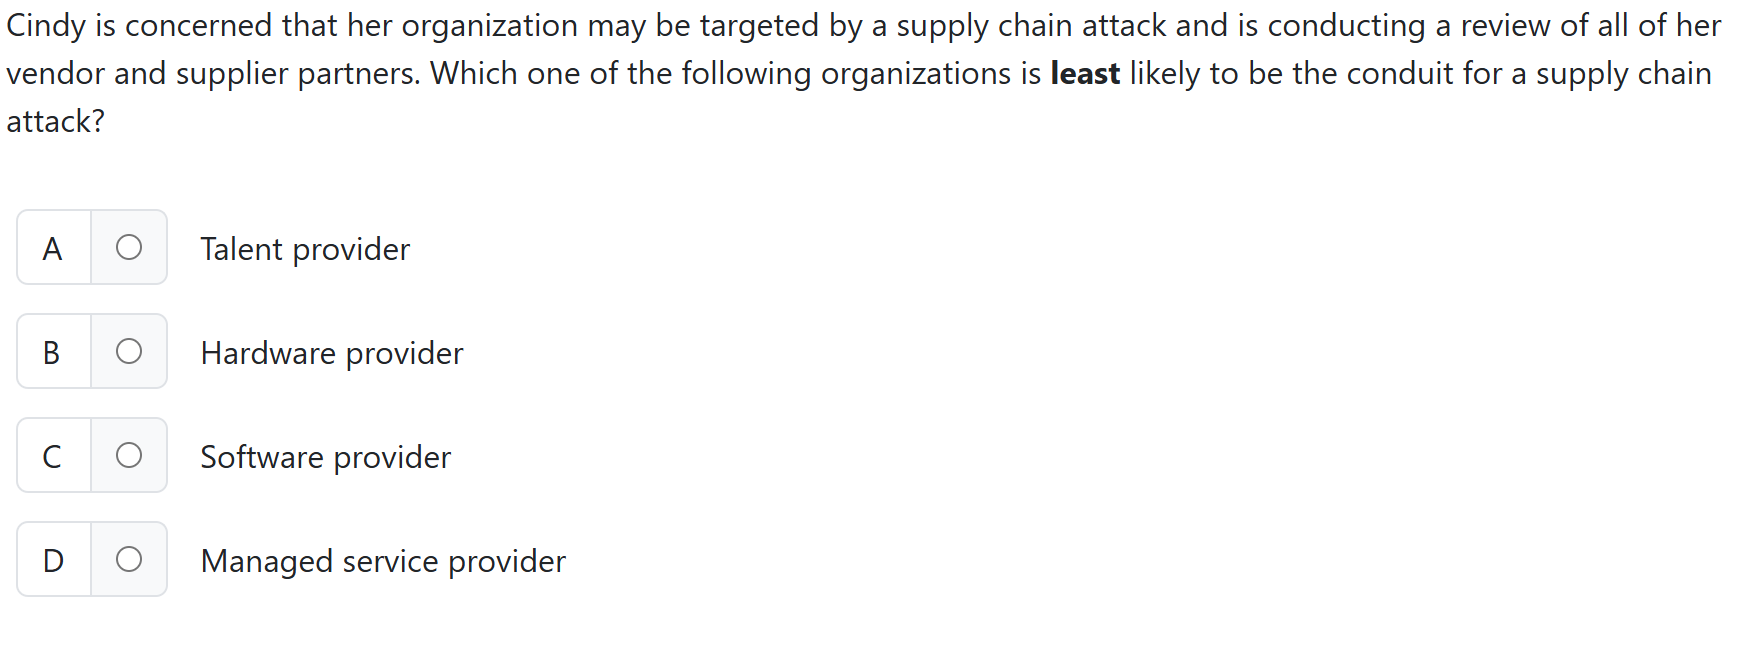 Cindy is concerned that her organization may be targeted by a supply chain attack and is conducting a review of all of her
vendor and supplier partners. Which one of the following organizations is least likely to be the conduit for a supply chain
attack?
A Talent provider
B Hardware provider
C Software provider
D Managed service provider